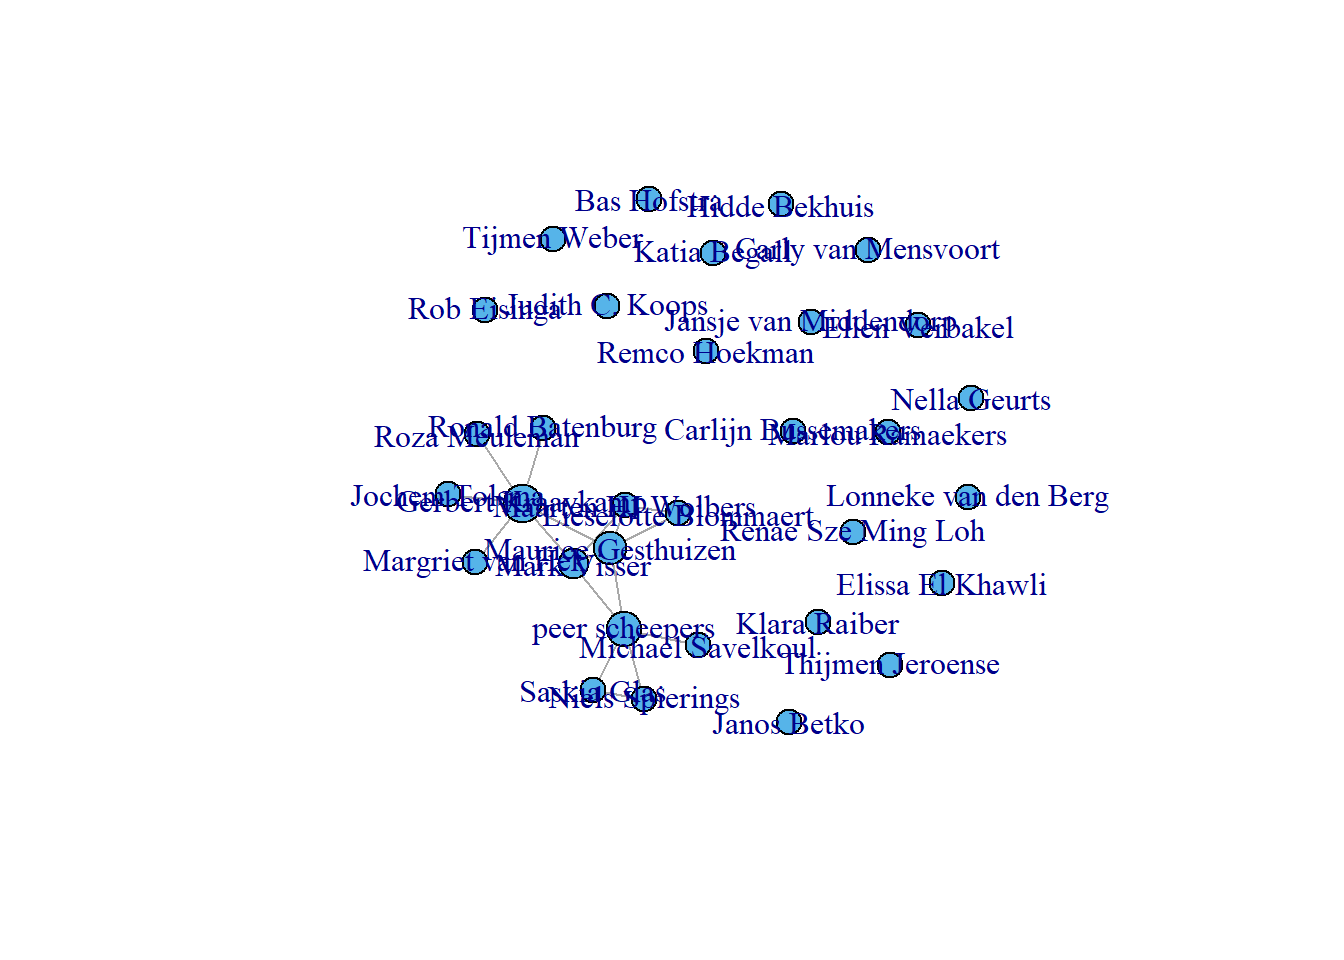 Bas Hofstra
Hidde Bekhuis
Tijmen Weber
Katia Begall
Carly van Mensvoort
Rob Eisinga
Judith C. Koops
Jansje van Middendorp
Ellen Verbakel
Remco Hoekman
Nella Geurts
Ronald Batenburg
Roza Meuleman
Carlijn Bussemakers
Marlou Ramaekers
Jochem Tolsma
Gerbert Kraaykamp
Maarten HJ Wolbers
Lonneke van den Berg
Lieselotte Blommaert
Renae Sze Ming Loh
Maurice Gesthuizen
Margriet van
Mark Visser
Elissa El Khawli
peer scheepers
Klara Raiber
Michael Savelkoul
Thijmen Jeroense
Saskia Glas
Niels Spierings
Janos Betko